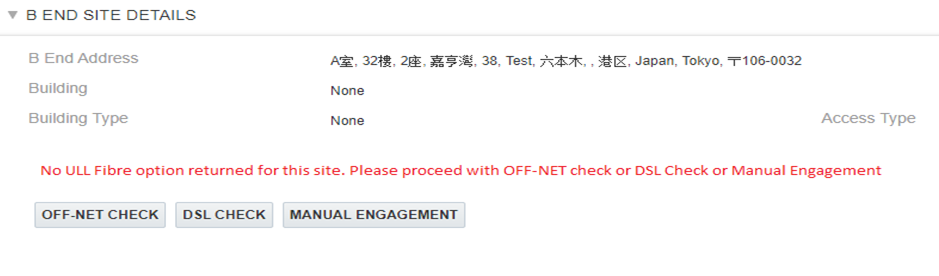 B END SITE DETAILS
B End Address A室, 32樓, 2座, 嘉亨灣, 38, Test, 六本木, , 港区, Japan, Tokyo, 〒106-0032
Building None
Building Type None Access Type
No ULL Fibre option returned for this site. Please proceed with OFF-NET check or DSL Check or Manual Engagement
OFF-NET CHECK DSL CHECK MANUAL ENGAGEMENT